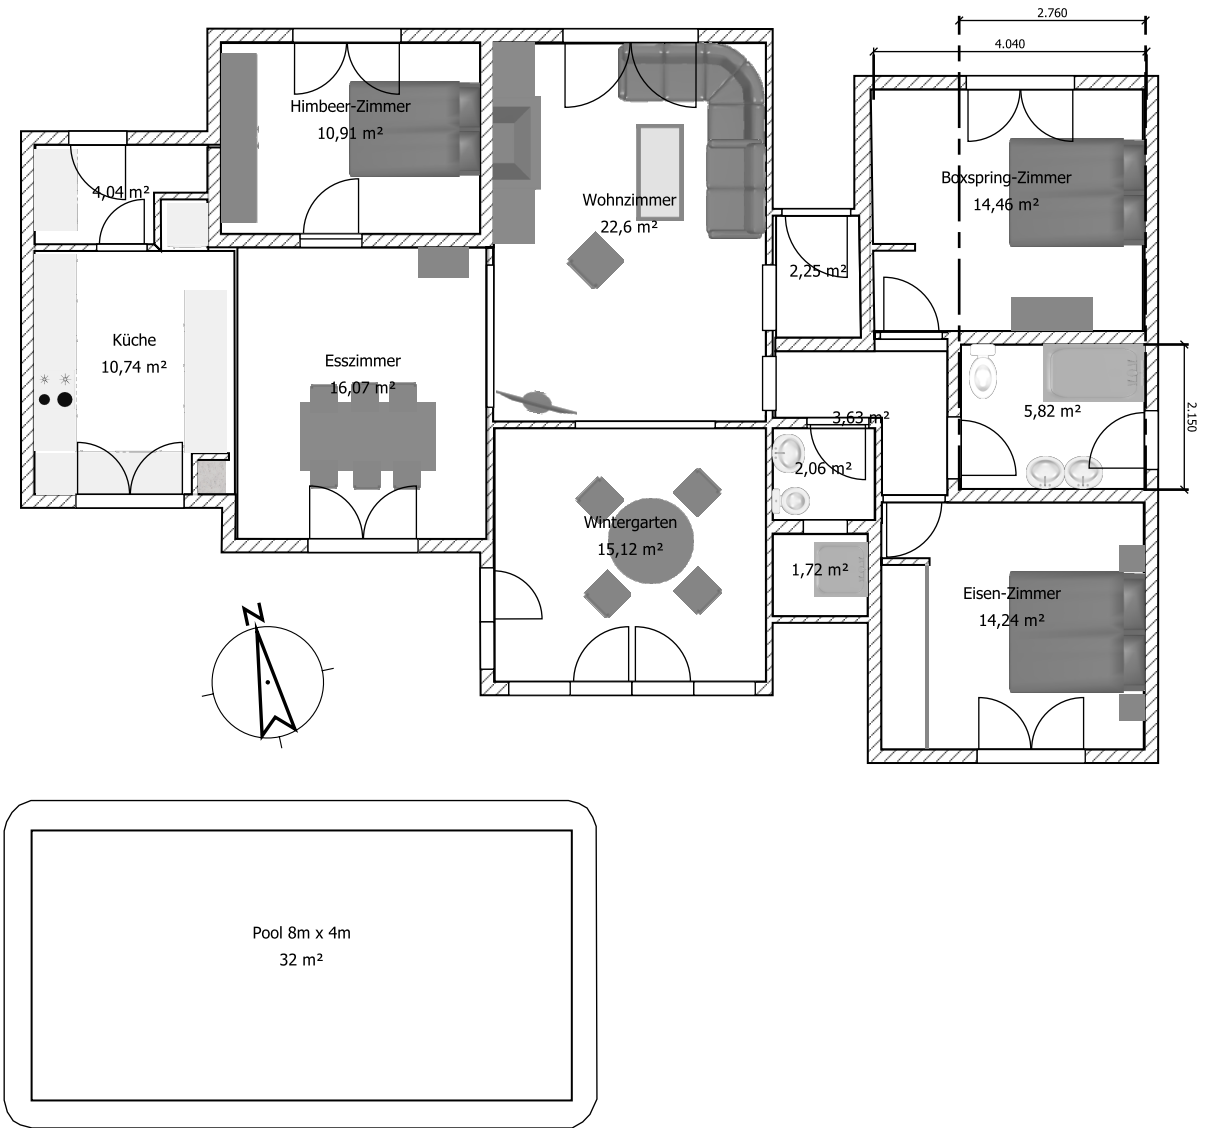 2.760
4.040
Himbeer-Zimmer
10,91 m²
4,04 m²
Wohnzimmer
22,6 m²
Boxspring-Zimmer
14,46 m²
2,25 m²
Küche
10,74 m²
Esszimmer
16,07 m²
3,63 m²
5,82 m²
2.150
2,06 m²
Wintergarten
15,12 m²
1,72 m²
Eisen-Zimmer
14,24 m²
N
Pool 8m x 4m
32 m²